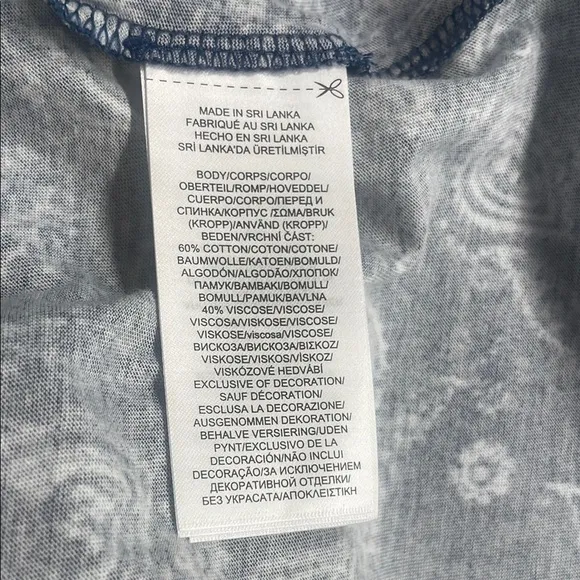 MADE IN SRI LANKA
FABRIQUÉ AU SRI LANKA
HECHO EN SRI LANKA
SRİ LANKA'DA ÜRETİLMİŞTİR
BODY/CORPS/CORPO/
OBERTEIL/ROMP/HOVEDDEL/
CUERPO/CORPO/ПЕРЕД И
СПИНКА/КОРПУС /ΣΩΜΑ/BRUK
(KROPP)/ANVÄND (KROPP)/
BEDEN/VRCHNÍ ČÁST:
60% COTTON/COTON/COTONE/
BAUMWOLLE/KATOEN/BOMULD/
ALGODÓN/ALGODÃO/ХЛОПОК/
ПАМУК/ΒΑΜΒΑΚΙ/BOMULL/
BOMULL/PAMUK/BAVLNA
40% VISCOSE/VISCOSE/
VISCOSA/VISKOSE/VISCOSE/
VISKOSE/viscosa/VISCOSE/
ВИСКОЗА/ВИСКОЗА/ΒΙΣΚΟΖ/
VISKOSE/VISKOS/VİSKOZ/
VISKÓZOVÉ HEDVÁBÍ
EXCLUSIVE OF DECORATION/
SAUF DÉCORATION/
ESCLUSA LA DECORAZIONE/
AUSGENOMMEN DEKORATION/
BEHALVE VERSIERING/UDEN
PYNT/EXCLUSIVO DE LA
DECORACIÓN/NÃO INCLUI
DECORAÇÃO/ЗА ИСКЛЮЧЕНИЕМ
ДЕКОРАТИВНОЙ ОТДЕЛКИ/
БЕЗ УКРАСАТА/ΑΠΟΚΛΕΙΣΤΙΚΗ